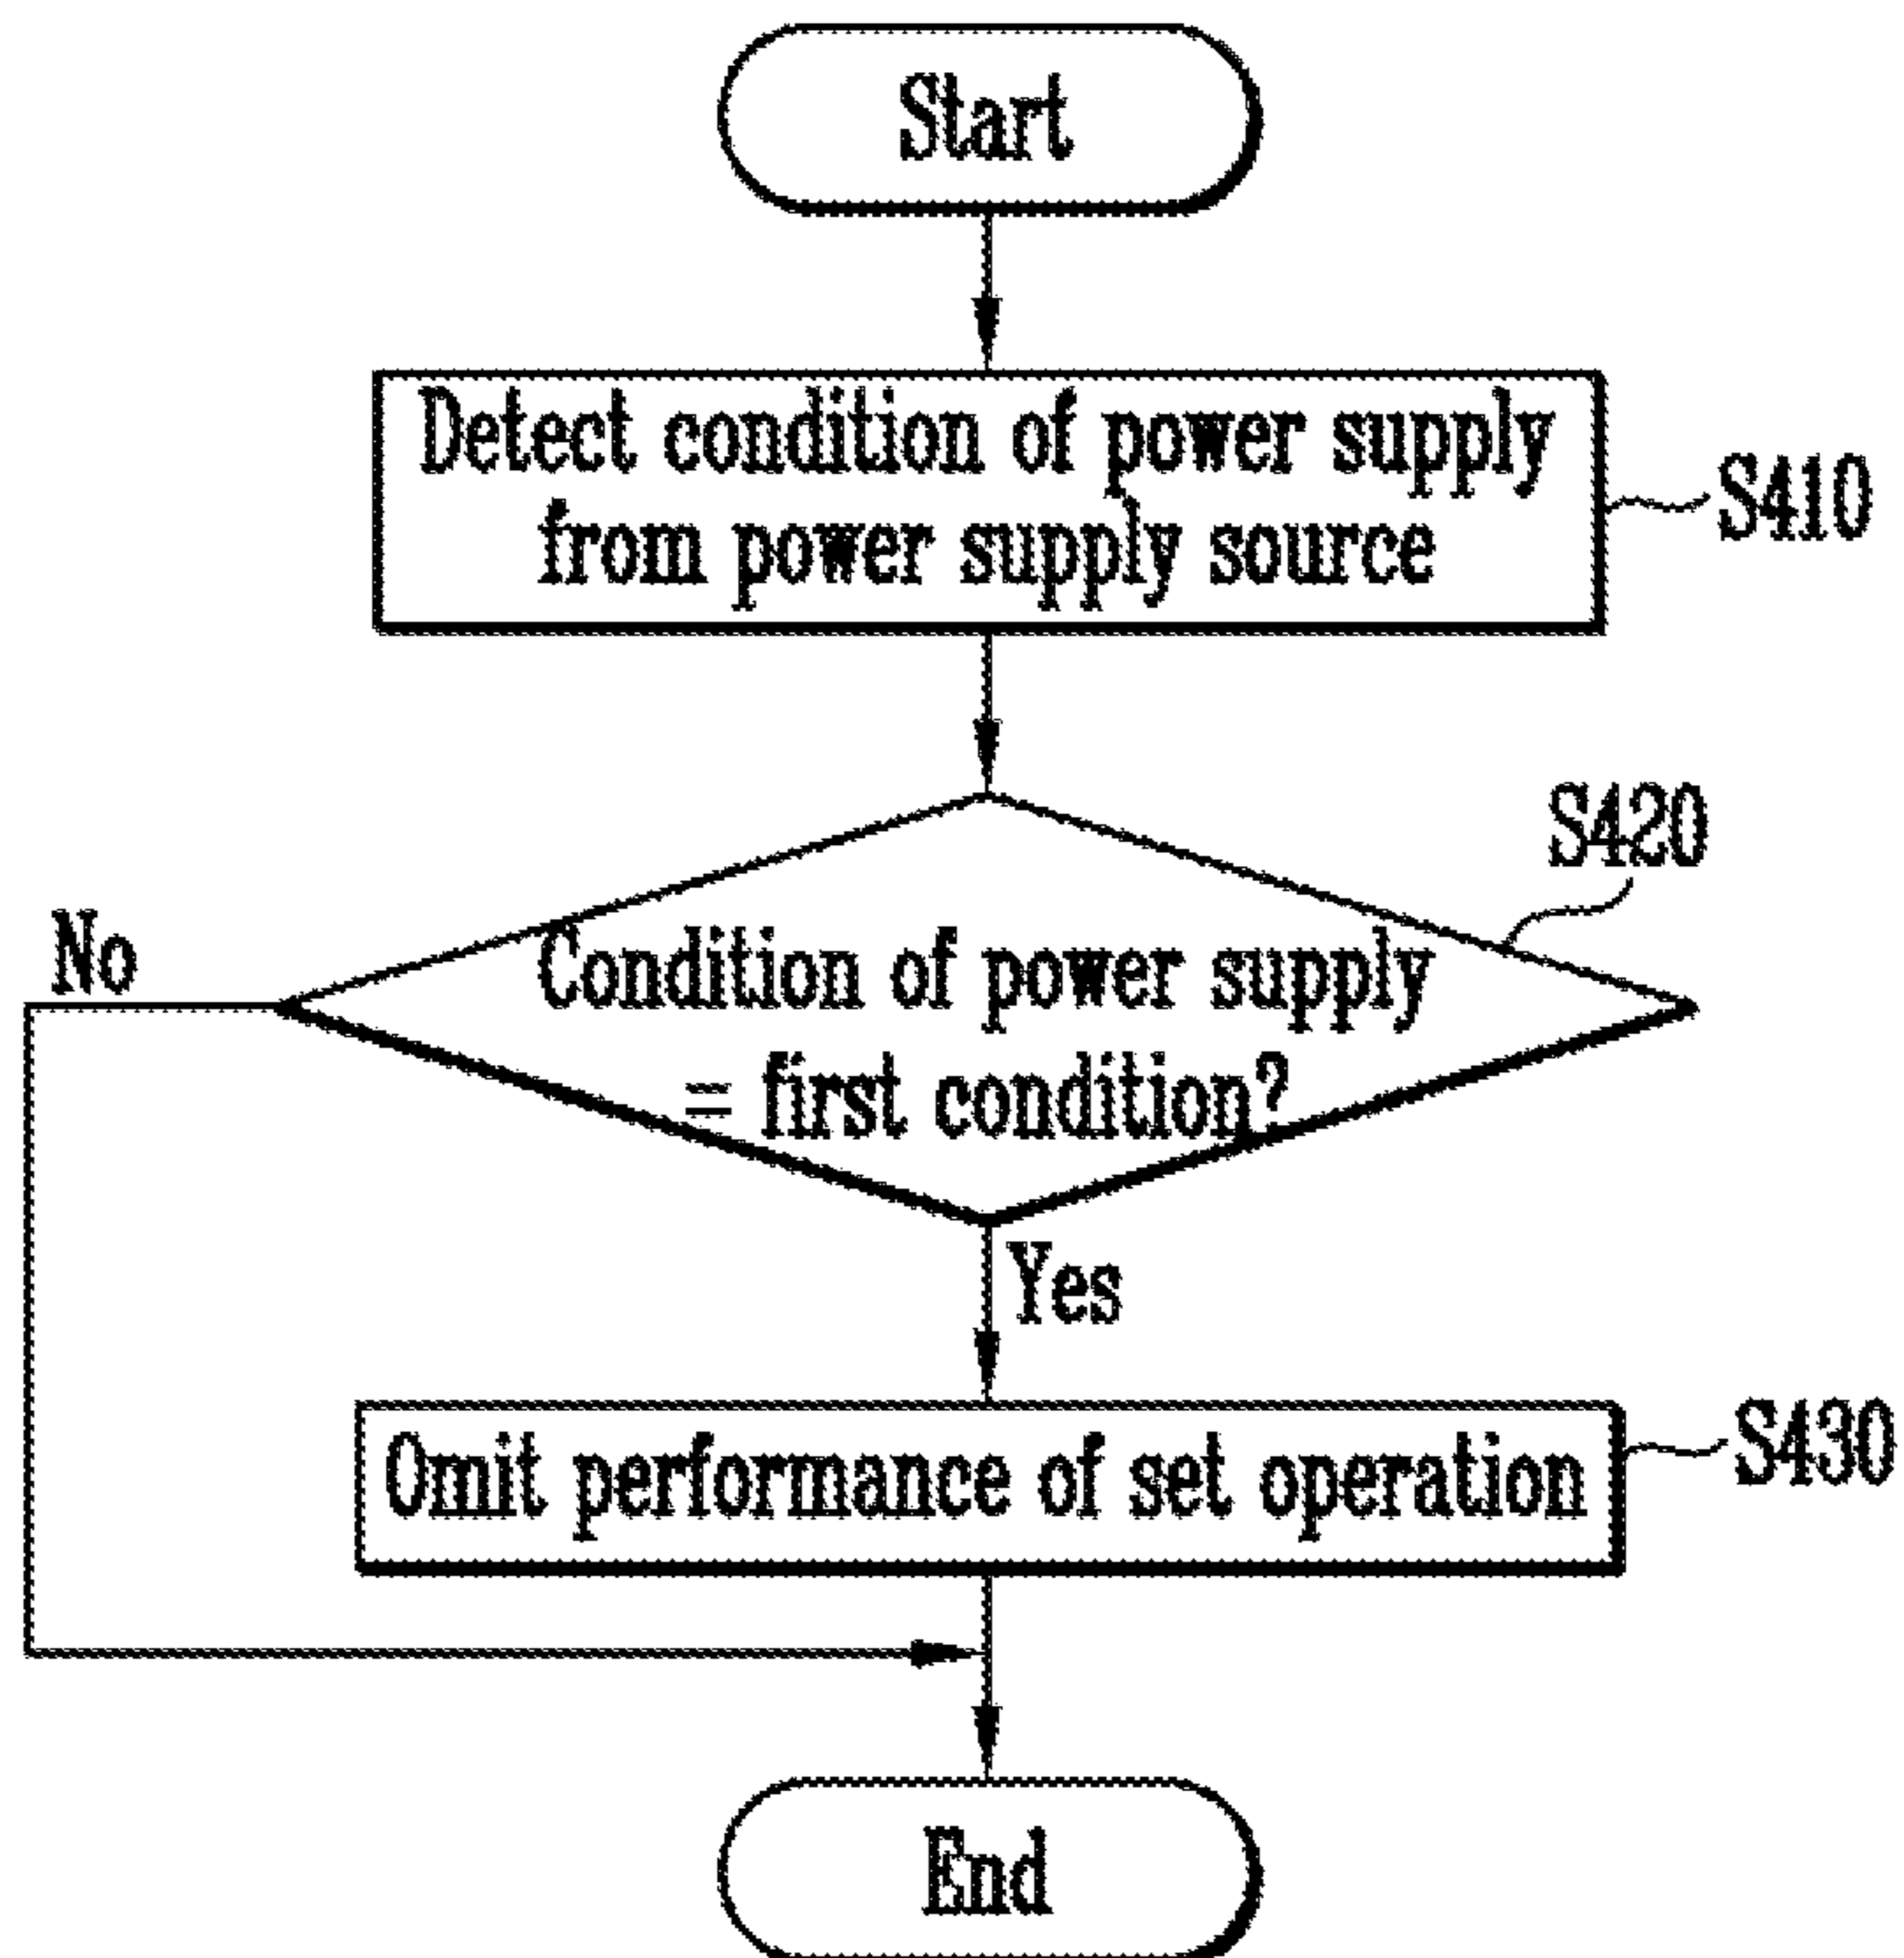 Start
Detect condition of power supply
from power supply source
S410
S420
No
Condition of power supply
= first condition?
Yes
Omit performance of set operation
S430
End